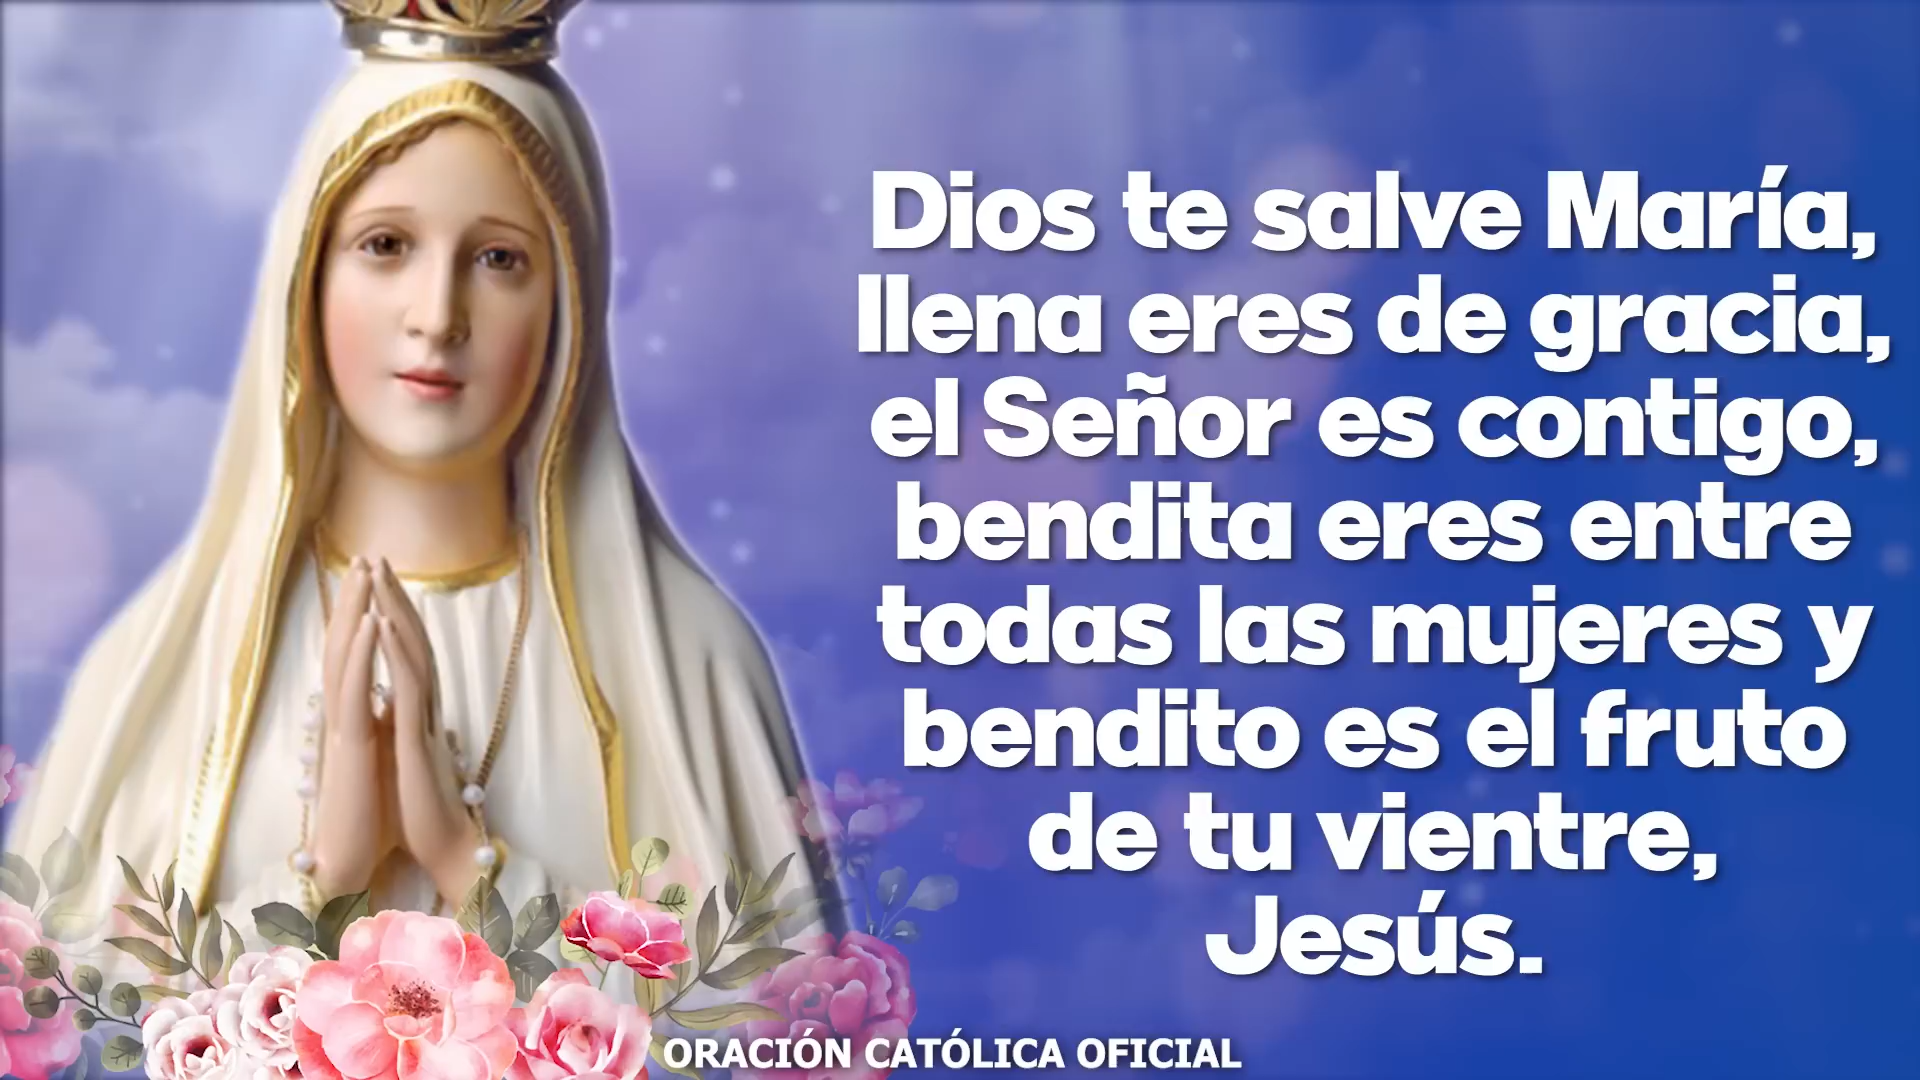 Dios te salve María,
llena eres de gracia,
el Señor es contigo,
bendita eres entre
todas las mujeres y
bendito es el fruto
de tu vientre,
Jesús.
ORACIÓN CATÓLICA OFICIAL